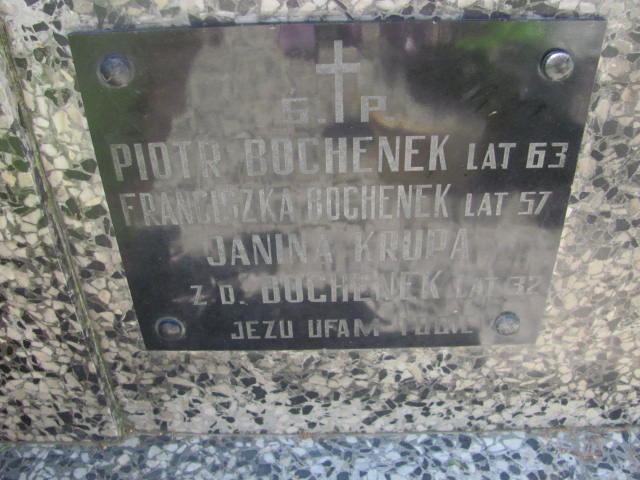 Ś.P
PIOTR BOCHENEK LAT 63
FRANCISZKA BOCHENEK LAT 57
JANINA KRUPA
Z D. BOCHENEK LAT 32
JEZU UFAM TOBIE